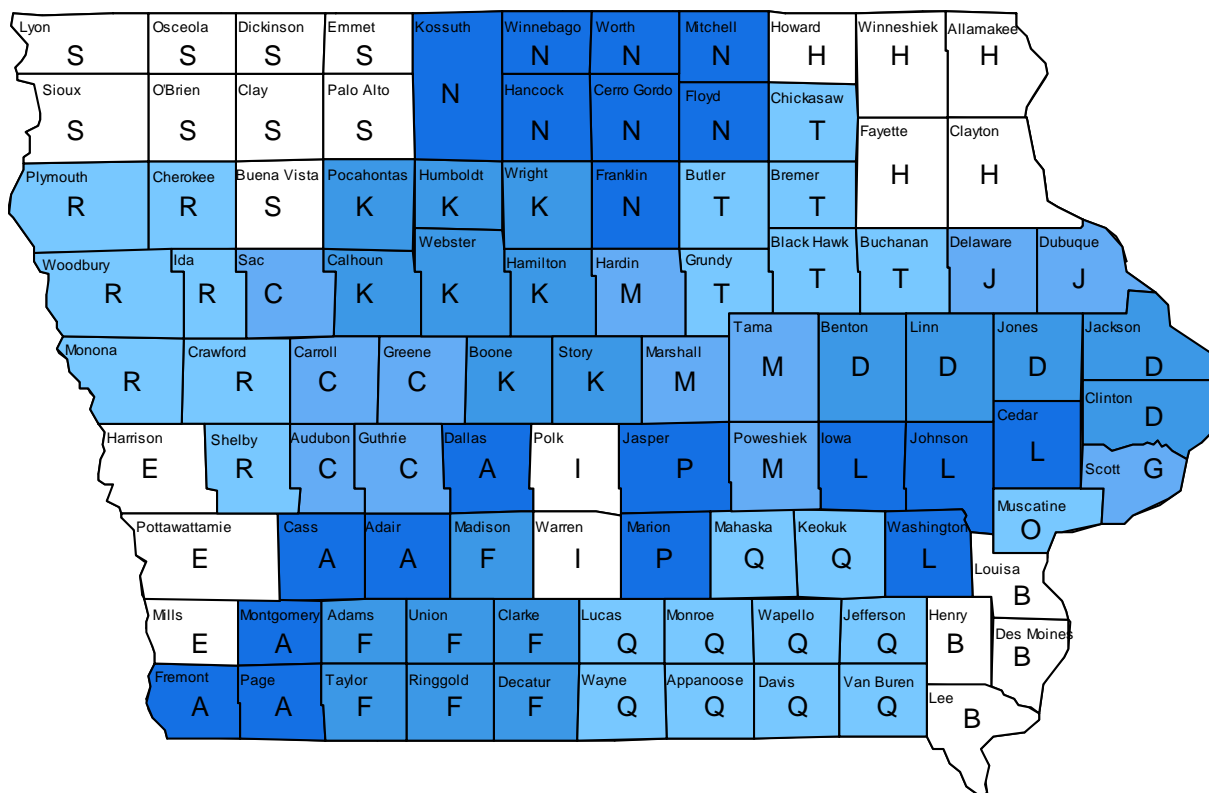 Lyon Osceola Dickinson Emmet Kossuth Winnebago Worth Mitchell Howard Winneshiek Allamakee
S S S S N N N N H H H
Sioux O'Brien Clay Palo Alto Hancock Cerro Gordo Floyd Chickasaw
S S S S N N N T
Fayette Clayton
H H
Plymouth Cherokee Buena Vista Pocahontas Humboldt Wright Franklin Butler Bremer
R R S K K K N T T
Woodbury Ida Sac Calhoun Webster Hamilton Hardin Grundy Black Hawk Buchanan Delaware Dubuque
R R C K K K M T T T J J
Monona Crawford Carroll Greene Boone Story Marshall Tama Benton Linn Jones Jackson
R R C C K K M M D D D D
Clinton
D
Harrison Shelby Audubon Guthrie Dallas Polk Jasper Poweshiek Iowa Johnson Cedar Scott
E R C C A I P M L L L G
Pottawattamie Cass Adair Madison Warren Marion Mahaska Keokuk Washington Muscatine
E A A F I P Q Q L O
Louisa
B
Mills Montgomery Adams Union Clarke Lucas Monroe Wapello Jefferson Henry Des Moines
E A F F F Q Q Q Q B B
Fremont Page Taylor Ringgold Decatur Wayne Appanoose Davis Van Buren Lee
A A F F F Q Q Q Q B